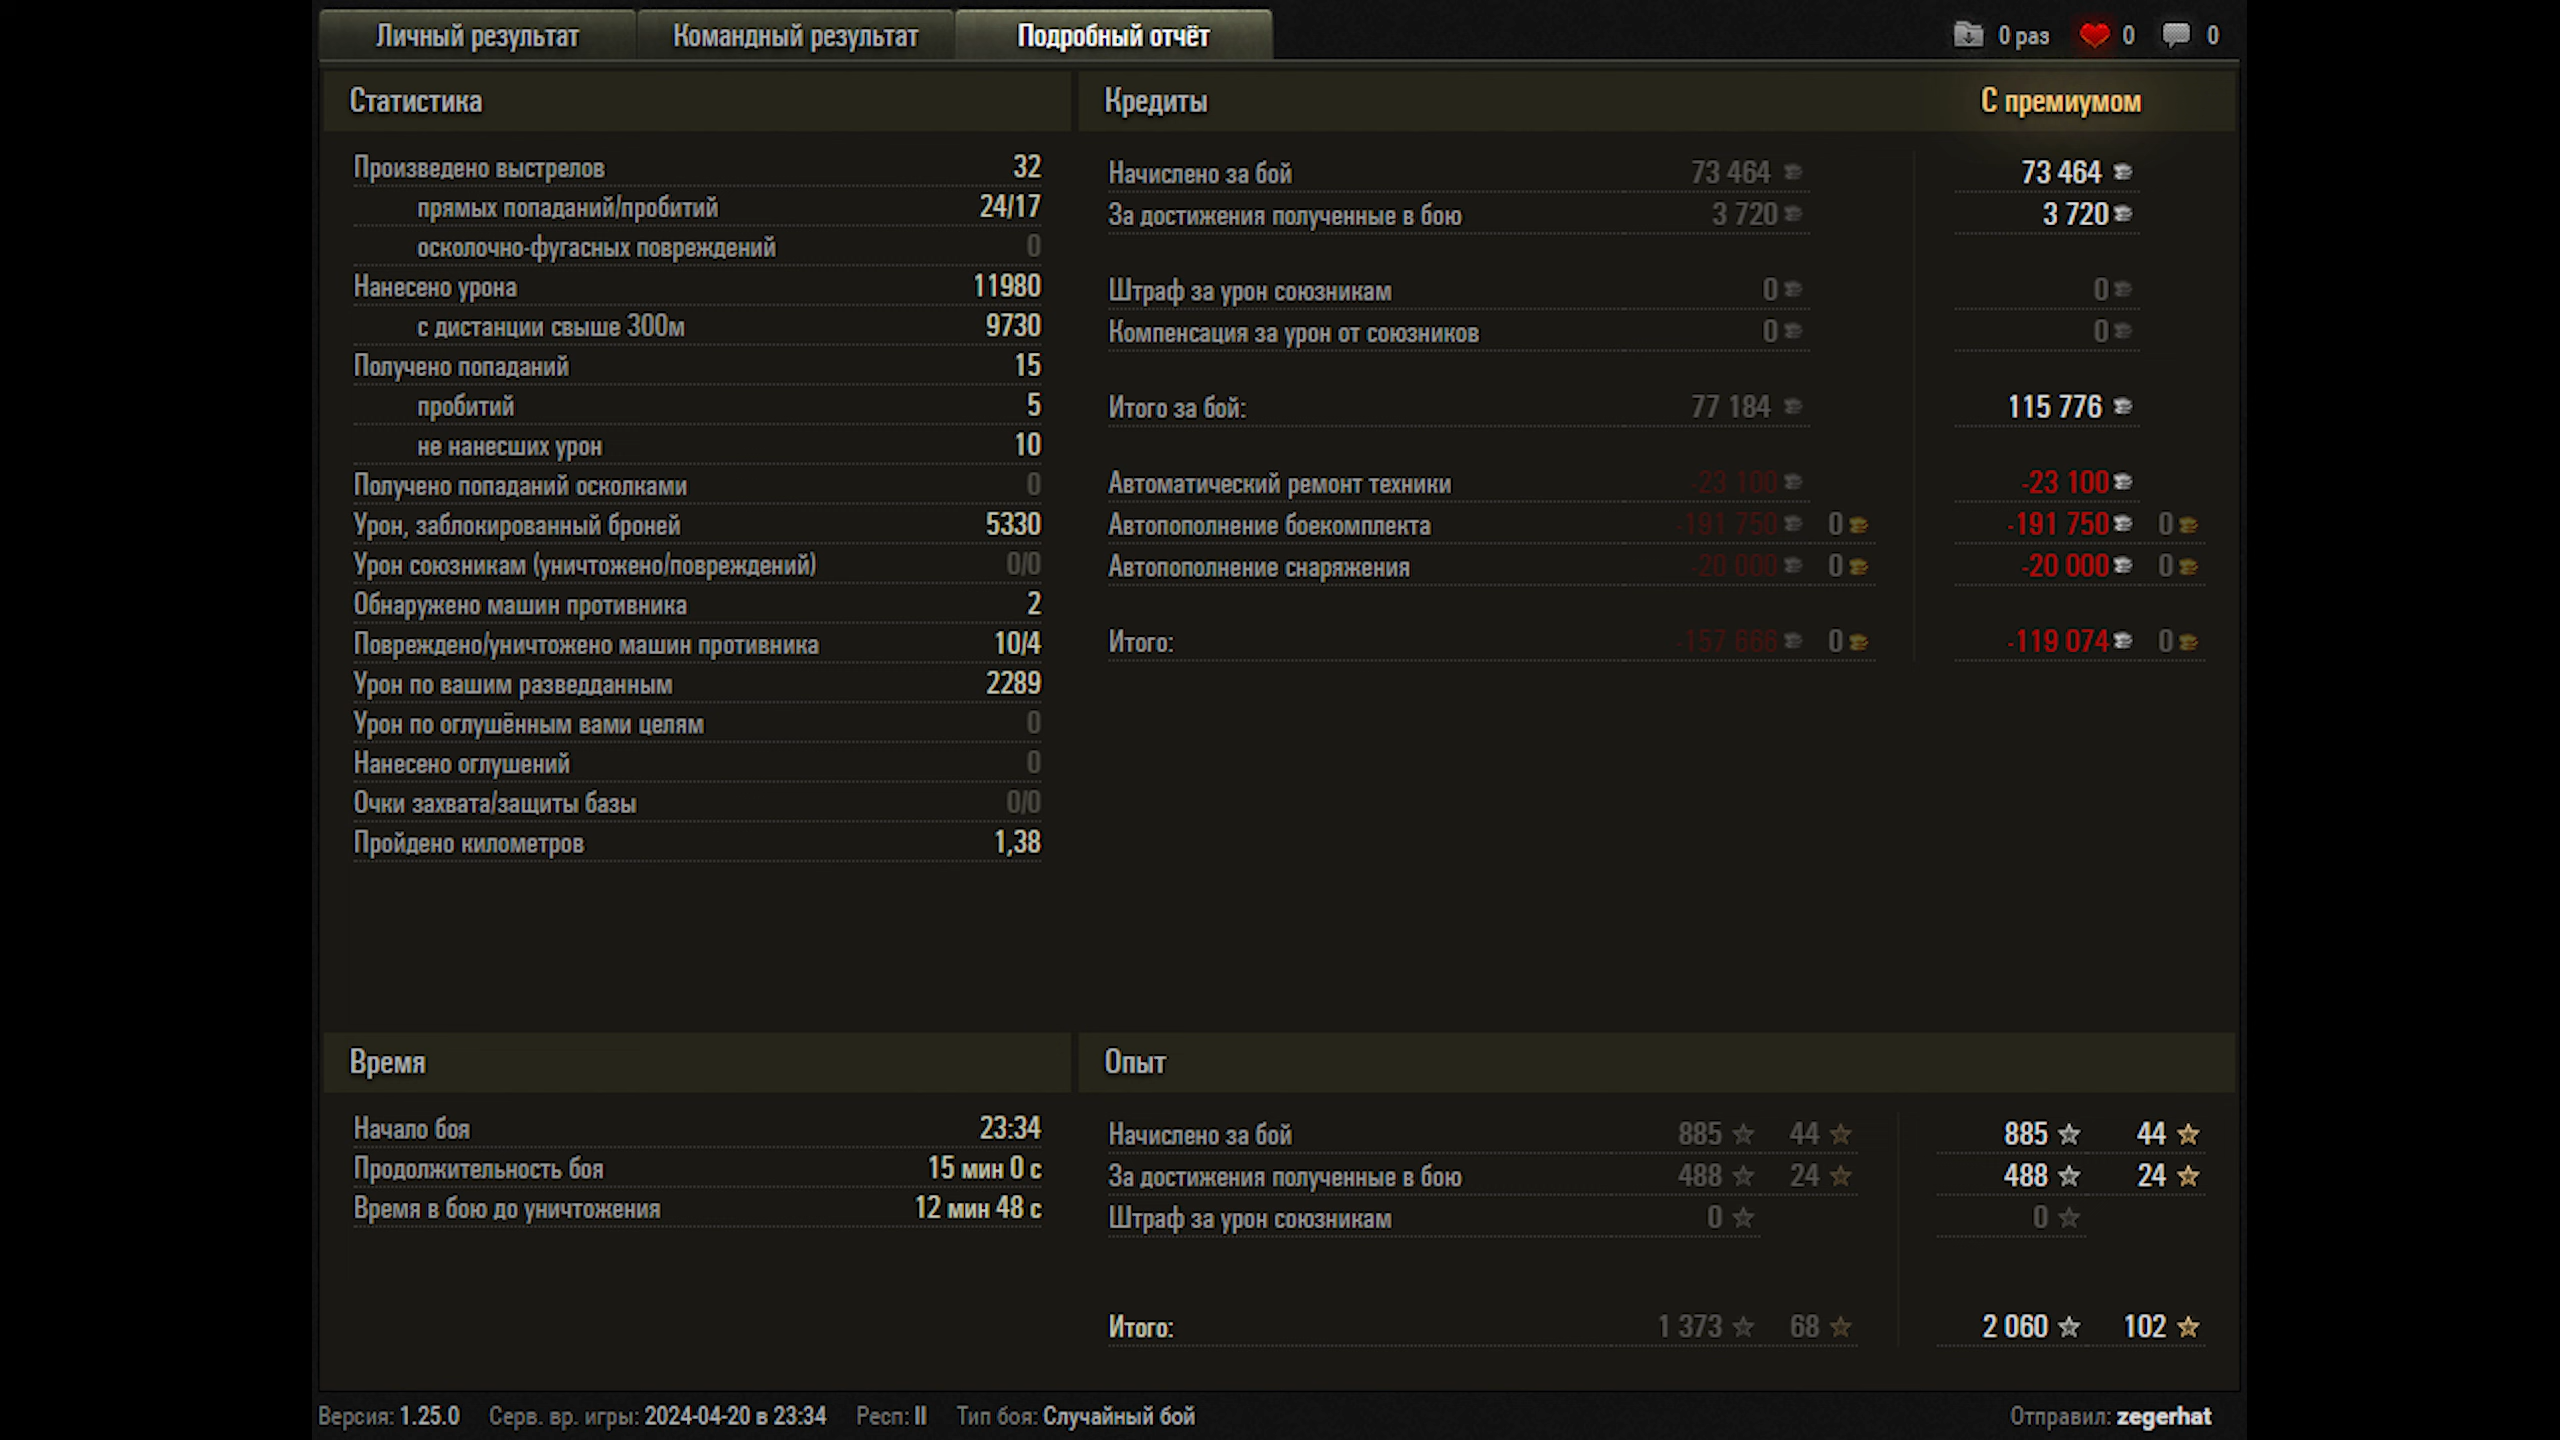 Личный результат Командный результат Подробный отчёт 0 раз 0 0
Статистика
Произведено выстрелов 32
прямых попаданий/пробитий 24/17
осколочно-фугасных повреждений 0
Нанесено урона 11980
с дистанции свыше 300м 9730
Получено попаданий 15
пробитий 5
не нанесших урон 10
Получено попаданий осколками 0
Урон, заблокированный броней 5330
Урон союзникам (уничтожено/повреждений) 0/0
Обнаружено машин противника 2
Повреждено/уничтожено машин противника 10/4
Урон по вашим разведданным 2289
Урон по оглушённым вами целям 0
Нанесено оглушений 0
Очки захвата/защиты базы 0/0
Пройдено километров 1,38
Кредиты С премиумом
Начислено за бой 73 464 73 464
За достижения полученные в бою 3 720 3 720
Штраф за урон союзникам 0 0
Компенсация за урон от союзников 0 0
Итого за бой: 77 184 115 776
Автоматический ремонт техники -23 100 -23 100
Автопополнение боекомплекта -191 750 0 -191 750 0
Автопополнение снаряжения -20 000 0 -20 000 0
Итого: -157 666 0 -119 074 0
Время
Начало боя 23:34
Продолжительность боя 15 мин 0 с
Время в бою до уничтожения 12 мин 48 с
Опыт
Начислено за бой 885 44 885 44
За достижения полученные в бою 488 24 488 24
Штраф за урон союзникам 0 0
Итого: 1 373 68 2 060 102
Версия: 1.25.0 Серв. вр. игры: 2024-04-20 в 23:34 Респ: II Тип боя: Случайный бой Отправил: zegerhat